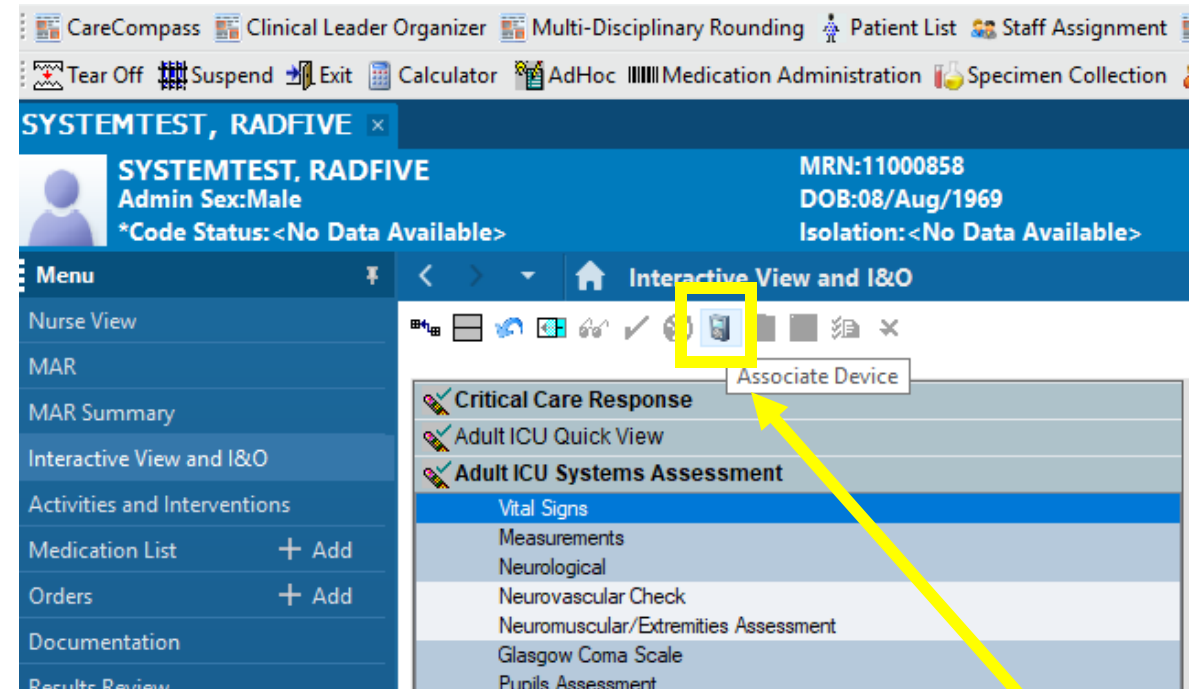 CareCompass Clinical Leader Organizer Multi-Disciplinary Rounding Patient List Staff Assignment
Tear Off Suspend Exit Calculator AdHoc Medication Administration Specimen Collection
SYSTEMTEST, RADFIVE ×
SYSTEMTEST, RADFIVE
Admin Sex:Male
*Code Status:<No Data Available>
MRN:11000858
DOB:08/Aug/1969
Isolation:<No Data Available>
Menu
Nurse View
MAR
MAR Summary
Interactive View and I&O
Activities and Interventions
Medication List + Add
Orders + Add
Documentation
Results Review
Interactive View and I&O
Associate Device
Critical Care Response
Adult ICU Quick View
Adult ICU Systems Assessment
Vital Signs
Measurements
Neurological
Neurovascular Check
Neuromuscular/Extremities Assessment
Glasgow Coma Scale
Pupils Assessment